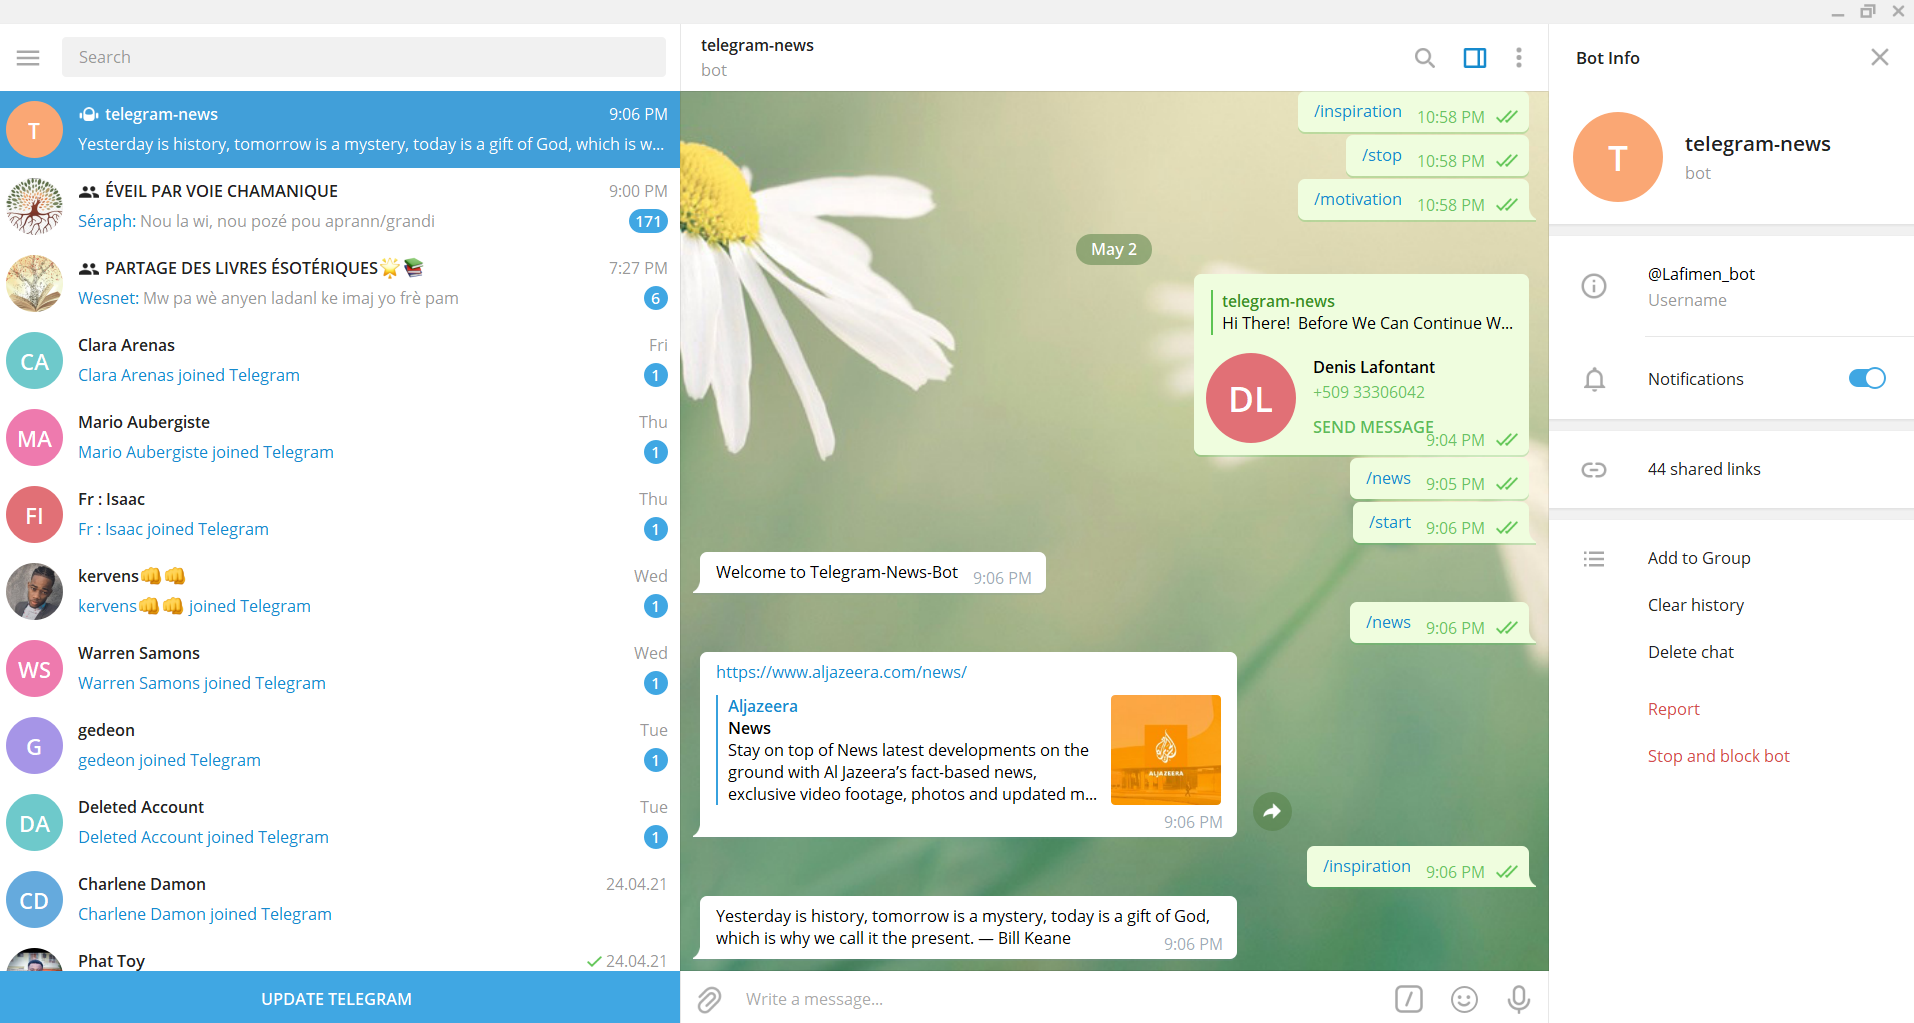 Search
telegram-news
9:06 PM
T
Yesterday is history, tomorrow is a mystery, today is a gift of God, which is w...
ÉVEIL PAR VOIE CHAMANIQUE
9:00 PM
Séraph: Nou la wi, nou pozé pou aprann/grandi
171
PARTAGE DES LIVRES ÉSOTÉRIQUES🌟📚
7:27 PM
Wesnet: Mw pa wè anyen ladanl ke imaj yo frè pam
6
CA
Clara Arenas
Fri
Clara Arenas joined Telegram
1
MA
Mario Aubergiste
Thu
Mario Aubergiste joined Telegram
1
FI
Fr : Isaac
Thu
Fr : Isaac joined Telegram
1
kervens👊👊
Wed
kervens👊👊 joined Telegram
1
WS
Warren Samons
Wed
Warren Samons joined Telegram
1
G
gedeon
Tue
gedeon joined Telegram
1
DA
Deleted Account
Tue
Deleted Account joined Telegram
1
CD
Charlene Damon
24.04.21
Charlene Damon joined Telegram
Phat Toy
24.04.21
UPDATE TELEGRAM
telegram-news
bot
/inspiration 10:58 PM
/stop 10:58 PM
/motivation 10:58 PM
May 2
telegram-news
Hi There! Before We Can Continue W...
DL
Denis Lafontant
+509 33306042
SEND MESSAGE
9:04 PM
/news 9:05 PM
/start 9:06 PM
Welcome to Telegram-News-Bot 9:06 PM
/news 9:06 PM
https://www.aljazeera.com/news/
Aljazeera
News
Stay on top of News latest developments on the
ground with Al Jazeera’s fact-based news,
exclusive video footage, photos and updated m...
ALJAZEERA
9:06 PM
/inspiration 9:06 PM
Yesterday is history, tomorrow is a mystery, today is a gift of God,
which is why we call it the present. — Bill Keane
9:06 PM
Write a message...
Bot Info
T
telegram-news
bot
@Lafimen_bot
Username
Notifications
44 shared links
Add to Group
Clear history
Delete chat
Report
Stop and block bot